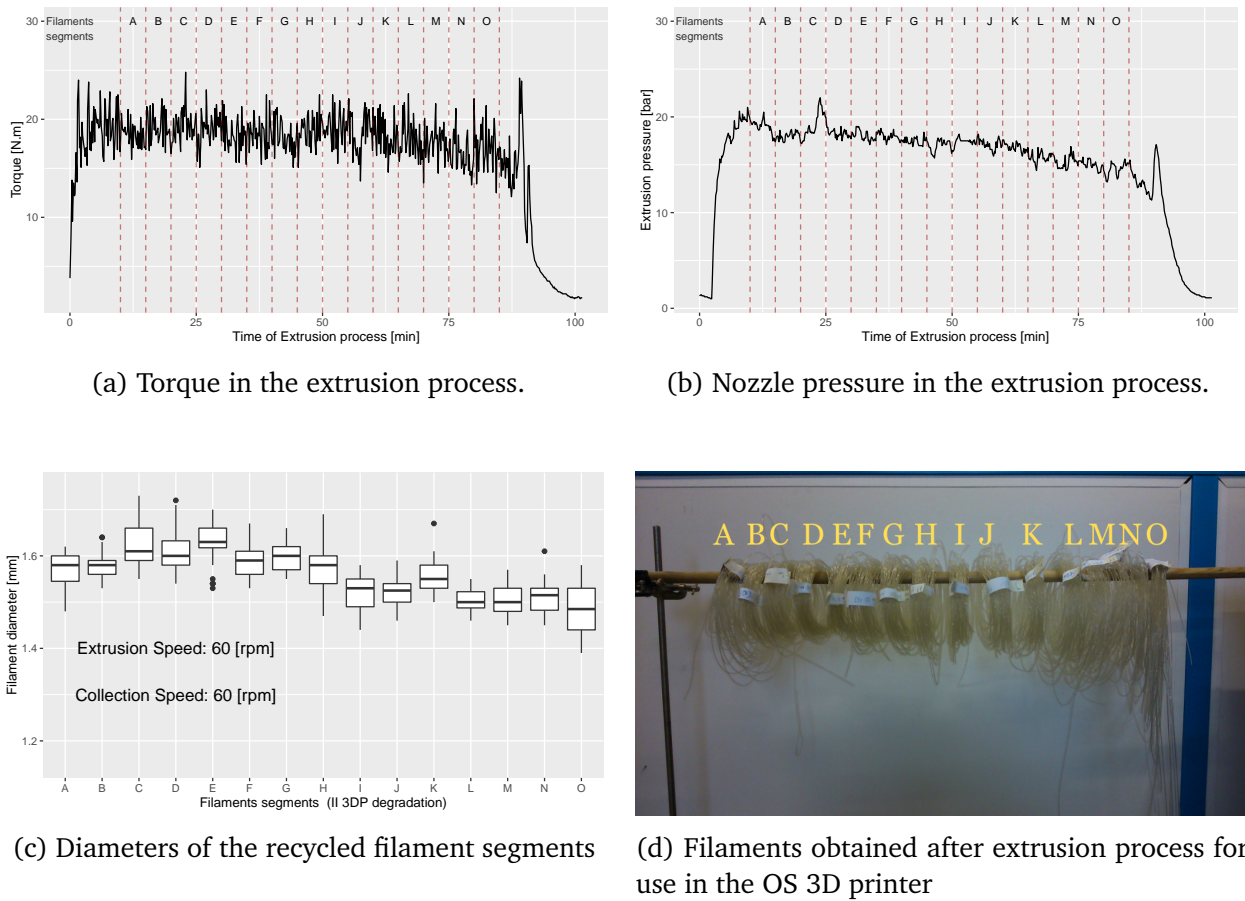 30
Filaments
segments
A B C D E F G H I J K L M N O
20
10
Torque [N.m]
0 25 50 75 100
Time of Extrusion process [min]
(a) Torque in the extrusion process.
30
Filaments
segments
A B C D E F G H I J K L M N O
20
10
0
Extrusion pressure [bar]
0 25 50 75 100
Time of Extrusion process [min]
(b) Nozzle pressure in the extrusion process.
1.6
1.4
1.2
Filament diameter [mm]
Extrusion Speed: 60 [rpm]
Collection Speed: 60 [rpm]
A B C D E F G H I J K L M N O
Filaments segments (II 3DP degradation)
(c) Diameters of the recycled filament segments
A BC D E F G H I J K L M N O
(d) Filaments obtained after extrusion process for
use in the OS 3D printer